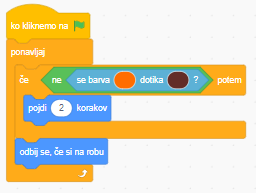 ko kliknemo na
ponavljaj
če ne se barva dotika ? potem
pojdi 2 korakov
odbij se, če si na robu